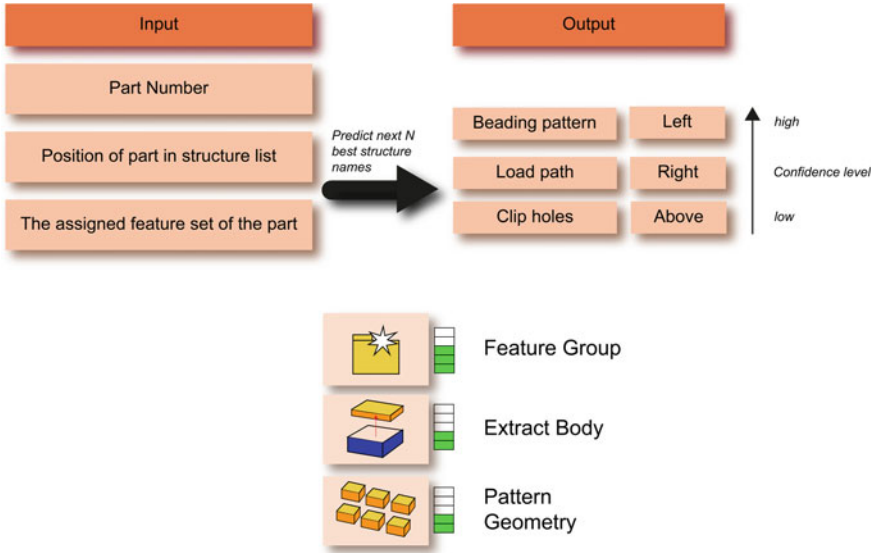 Input
Output
Part Number
Position of part in structure list
The assigned feature set of the part
Predict next N
best structure
names
Beading pattern
Left
high
Load path
Right
Confidence level
Clip holes
Above
low
Feature Group
Extract Body
Pattern
Geometry